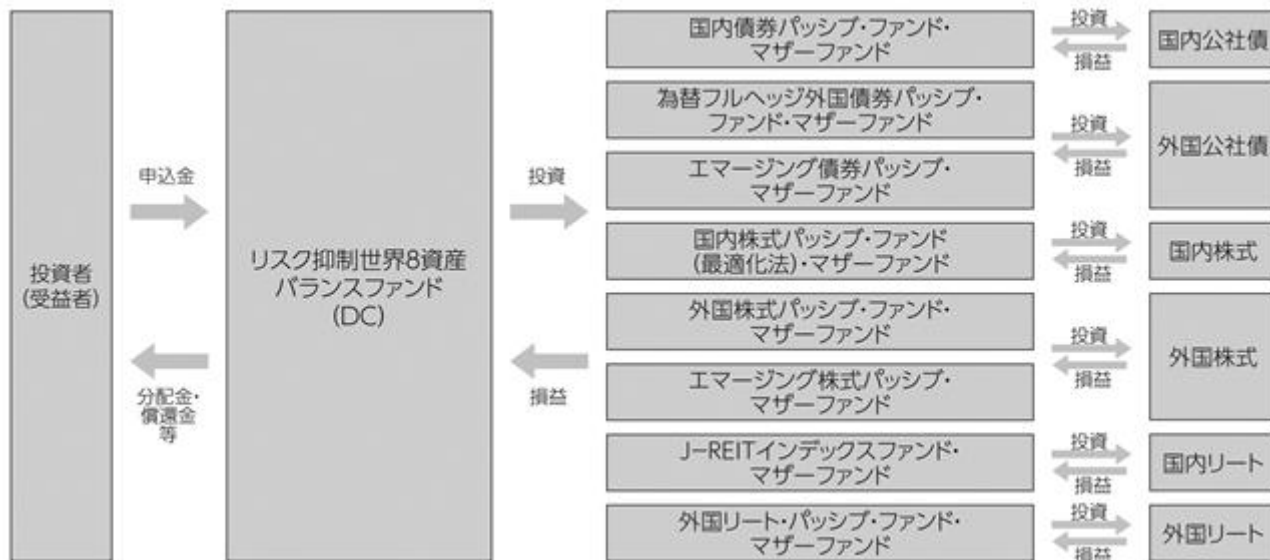 投資者
(受益者)
申込金
分配金・
償還金
等
リスク抑制世界8資産
バランスファンド
(DC)
投資
損益
国内債券パッシブ・ファンド・
マザーファンド
投資
損益
国内公社債
為替フルヘッジ外国債券パッシブ・
ファンド・マザーファンド
エマージング債券パッシブ・
マザーファンド
投資
損益
外国公社債
国内株式パッシブ・ファンド
(最適化法)・マザーファンド
投資
損益
国内株式
外国株式パッシブ・ファンド・
マザーファンド
エマージング株式パッシブ・
マザーファンド
投資
損益
外国株式
J-REITインデックスファンド・
マザーファンド
投資
損益
国内リート
外国リート・パッシブ・ファンド・
マザーファンド
投資
損益
外国リート